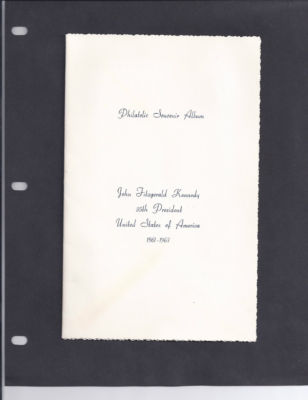 Philatelic Souvenir Album
John Fitzgerald Kennedy
35th President
United States of America
1961-1963